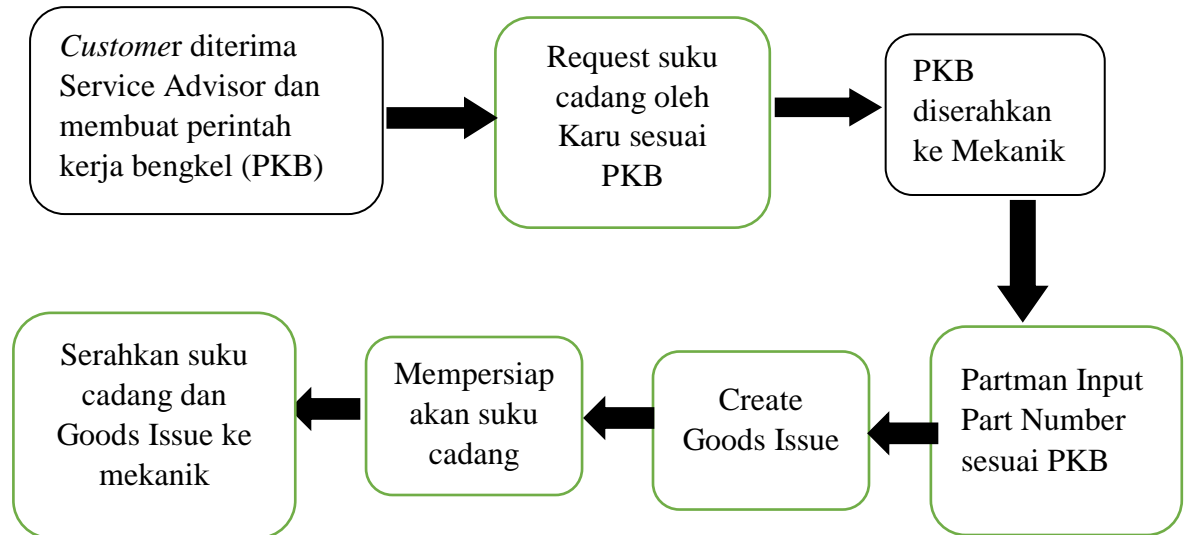 Customer diterima
Service Advisor dan
membuat perintah
kerja bengkel (PKB)
Request suku
cadang oleh
Karu sesuai
PKB
PKB
diserahkan
ke Mekanik
Partman Input
Part Number
sesuai PKB
Create
Goods Issue
Mempersiap
akan suku
cadang
Serahkan suku
cadang dan
Goods Issue ke
mekanik